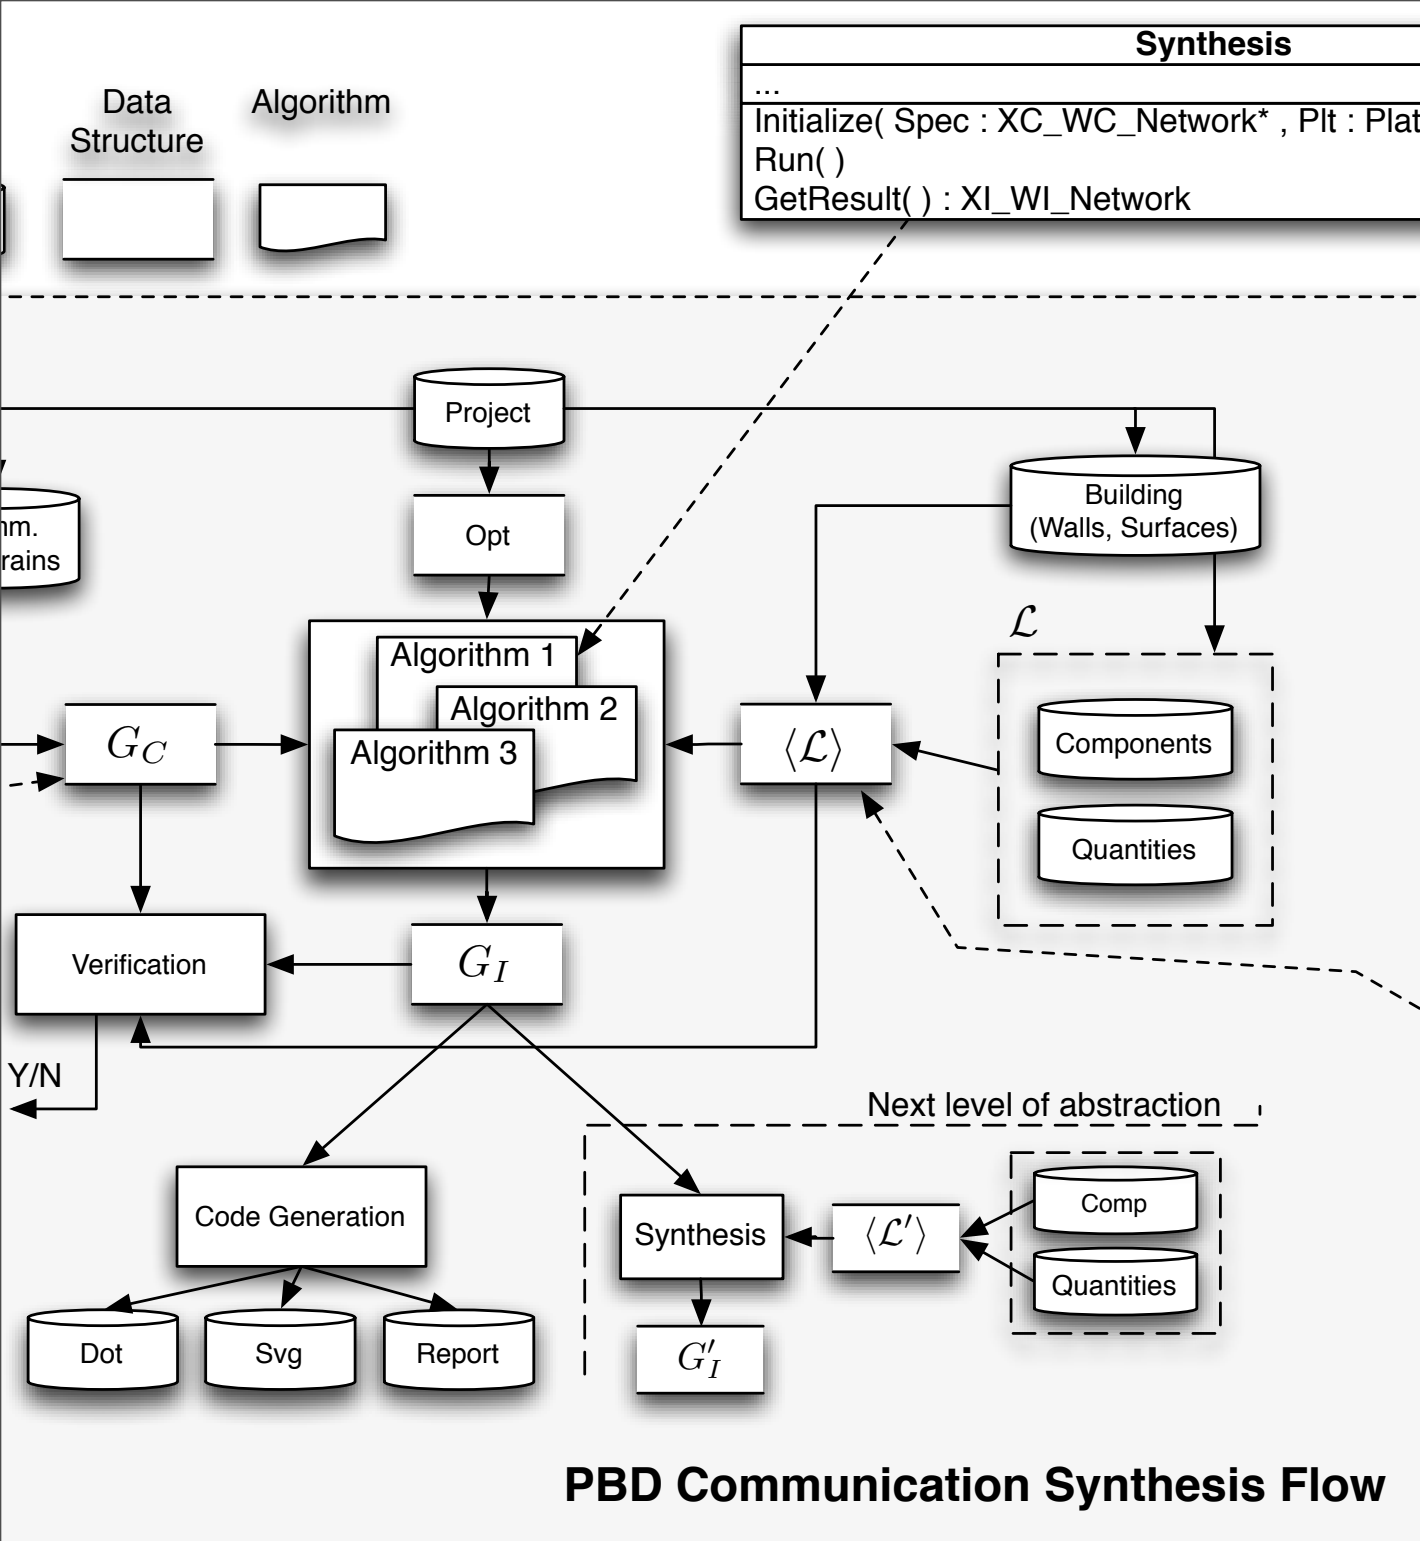 Synthesis
...
Initialize( Spec : XC_WC_Network* , Plt : Plat
Run( )
GetResult( ) : XI_WI_Network
Data
Structure
Algorithm
Project
Opt
Building
(Walls, Surfaces)
rains
ℒ
Algorithm 1
Algorithm 2
Algorithm 3
G_C
⟨ℒ⟩
Components
Quantities
Verification
G_I
Y/N
Next level of abstraction
Code Generation
Synthesis
⟨ℒ′⟩
Comp
Quantities
Dot
Svg
Report
G′_I
PBD Communication Synthesis Flow